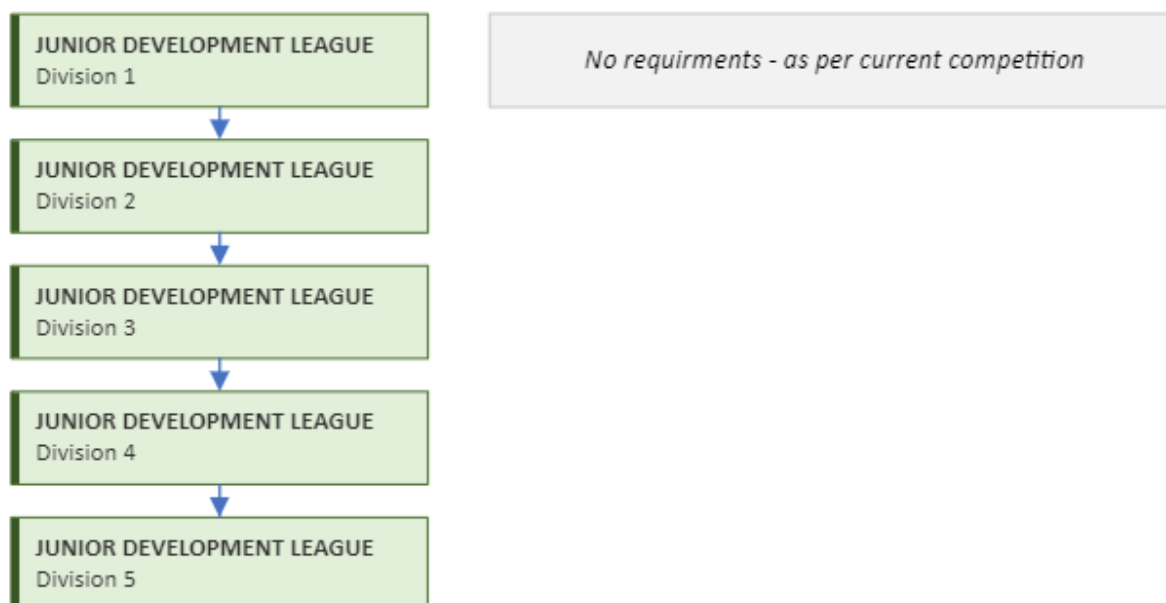 JUNIOR DEVELOPMENT LEAGUE
Division 1
No requirments - as per current competition
JUNIOR DEVELOPMENT LEAGUE
Division 2
JUNIOR DEVELOPMENT LEAGUE
Division 3
JUNIOR DEVELOPMENT LEAGUE
Division 4
JUNIOR DEVELOPMENT LEAGUE
Division 5